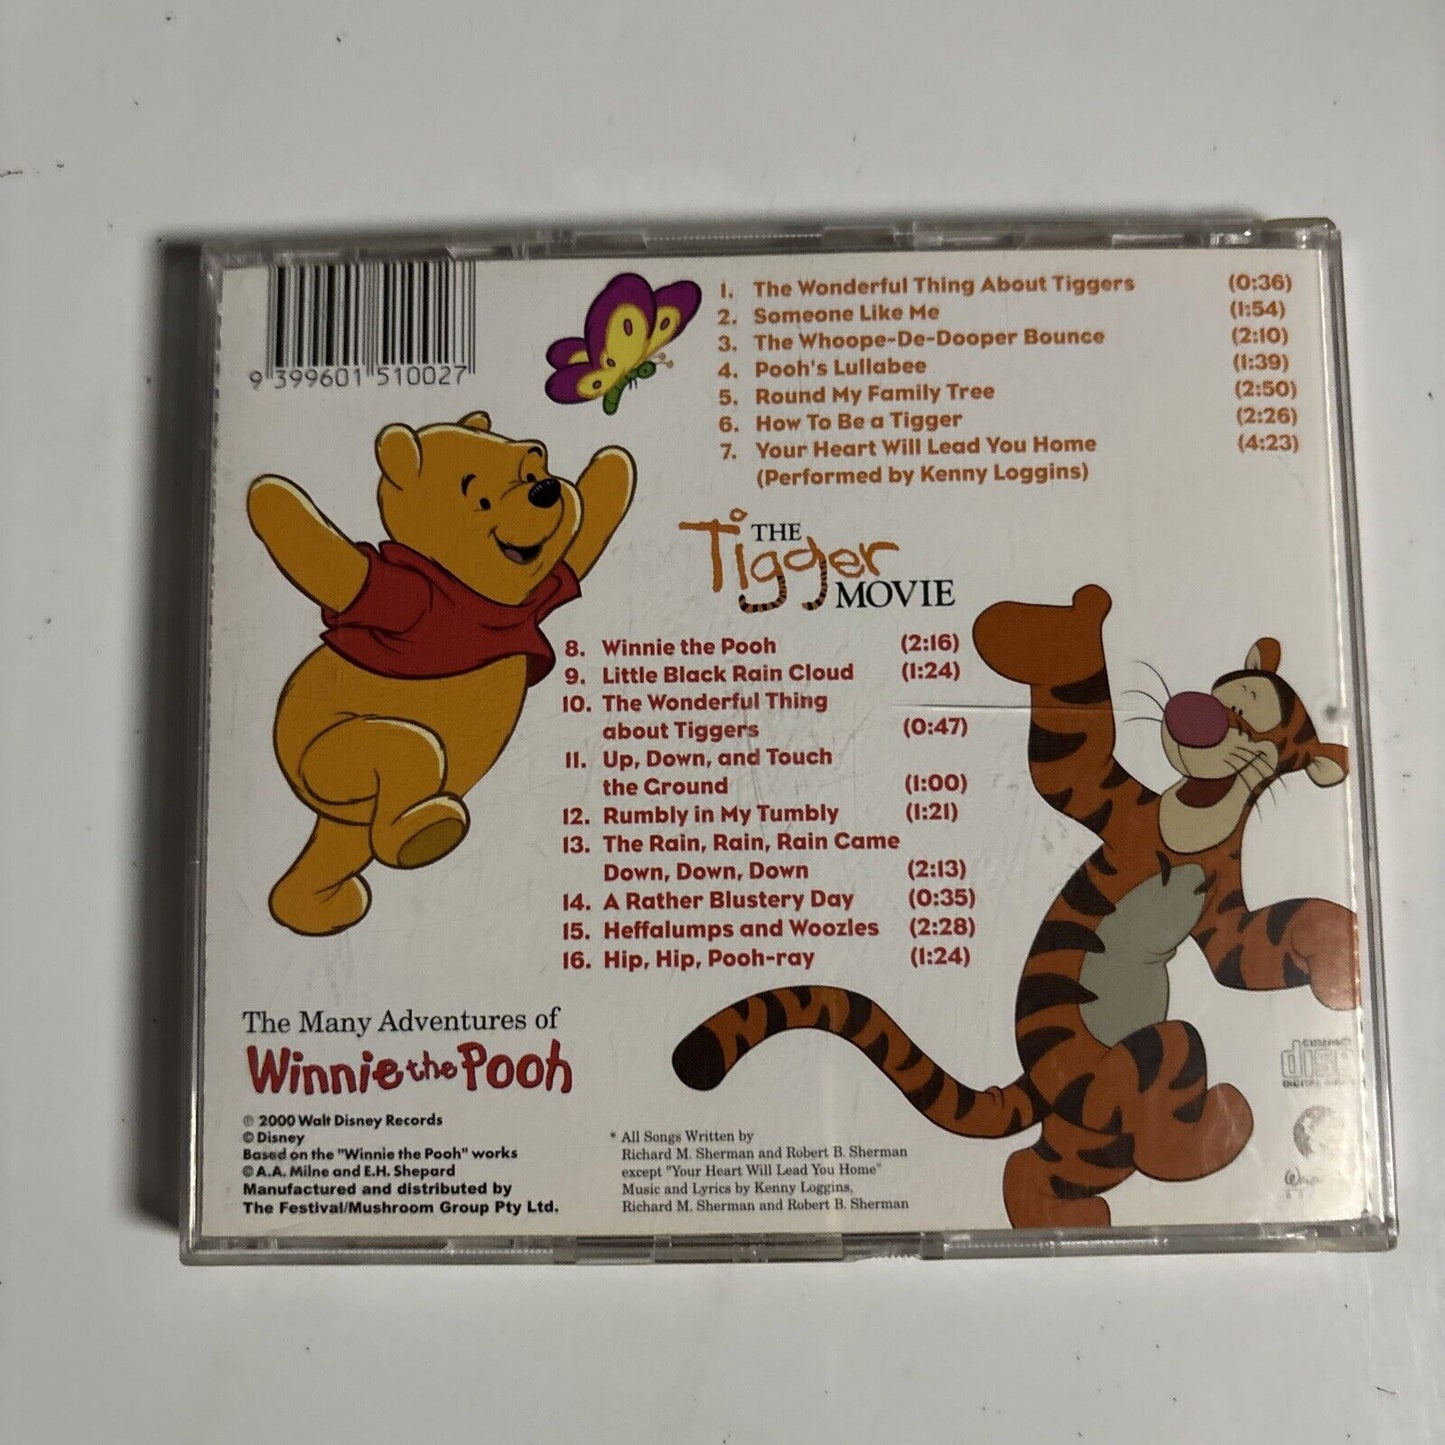 9 399601 510027
1. The Wonderful Thing About Tiggers (0:36)
2. Someone Like Me (1:54)
3. The Whoope-De-Dooper Bounce (2:10)
4. Pooh's Lullabee (1:39)
5. Round My Family Tree (2:50)
6. How To Be a Tigger (2:26)
7. Your Heart Will Lead You Home (4:23)
(Performed by Kenny Loggins)
THE
Tigger
MOVIE
8. Winnie the Pooh (2:16)
9. Little Black Rain Cloud (1:24)
10. The Wonderful Thing
about Tiggers (0:47)
11. Up, Down, and Touch
the Ground (1:00)
12. Rumbly in My Tumbly (1:21)
13. The Rain, Rain, Rain Came
Down, Down, Down (2:13)
14. A Rather Blustery Day (0:35)
15. Heffalumps and Woozles (2:28)
16. Hip, Hip, Pooh-ray (1:24)
The Many Adventures of
Winnie the Pooh
℗ 2000 Walt Disney Records
© Disney
Based on the "Winnie the Pooh" works
© A.A. Milne and E.H. Shepard
Manufactured and distributed by
The Festival/Mushroom Group Pty Ltd.
* All Songs Written by
Richard M. Sherman and Robert B. Sherman
except "Your Heart Will Lead You Home"
Music and Lyrics by Kenny Loggins,
Richard M. Sherman and Robert B. Sherman
COMPACT
disc
DIGITAL